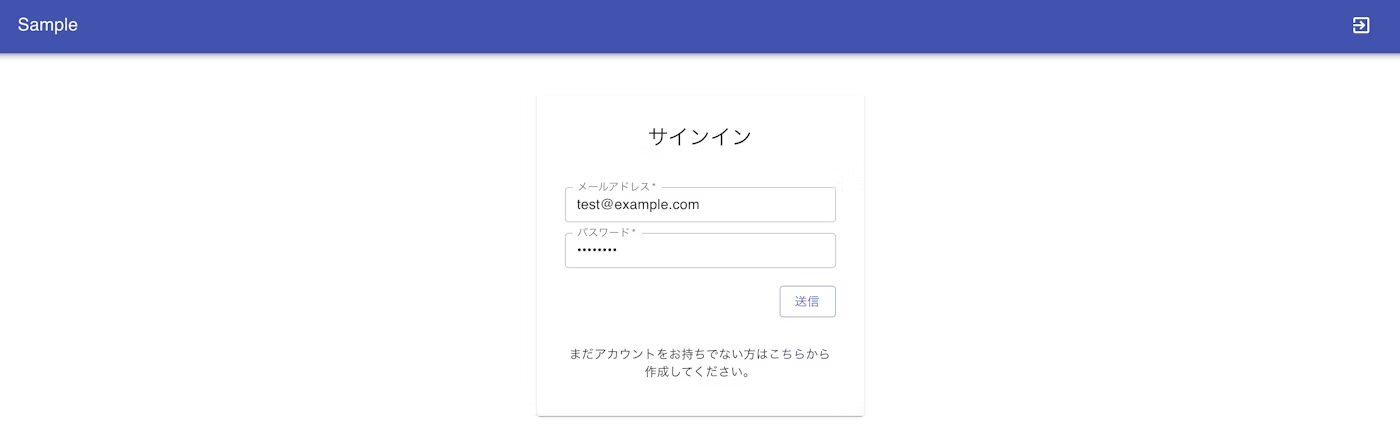 Sample
サインイン
メールアドレス *
test@example.com
パスワード *
••••••••
送信
まだアカウントをお持ちでない方はこちらから
作成してください。